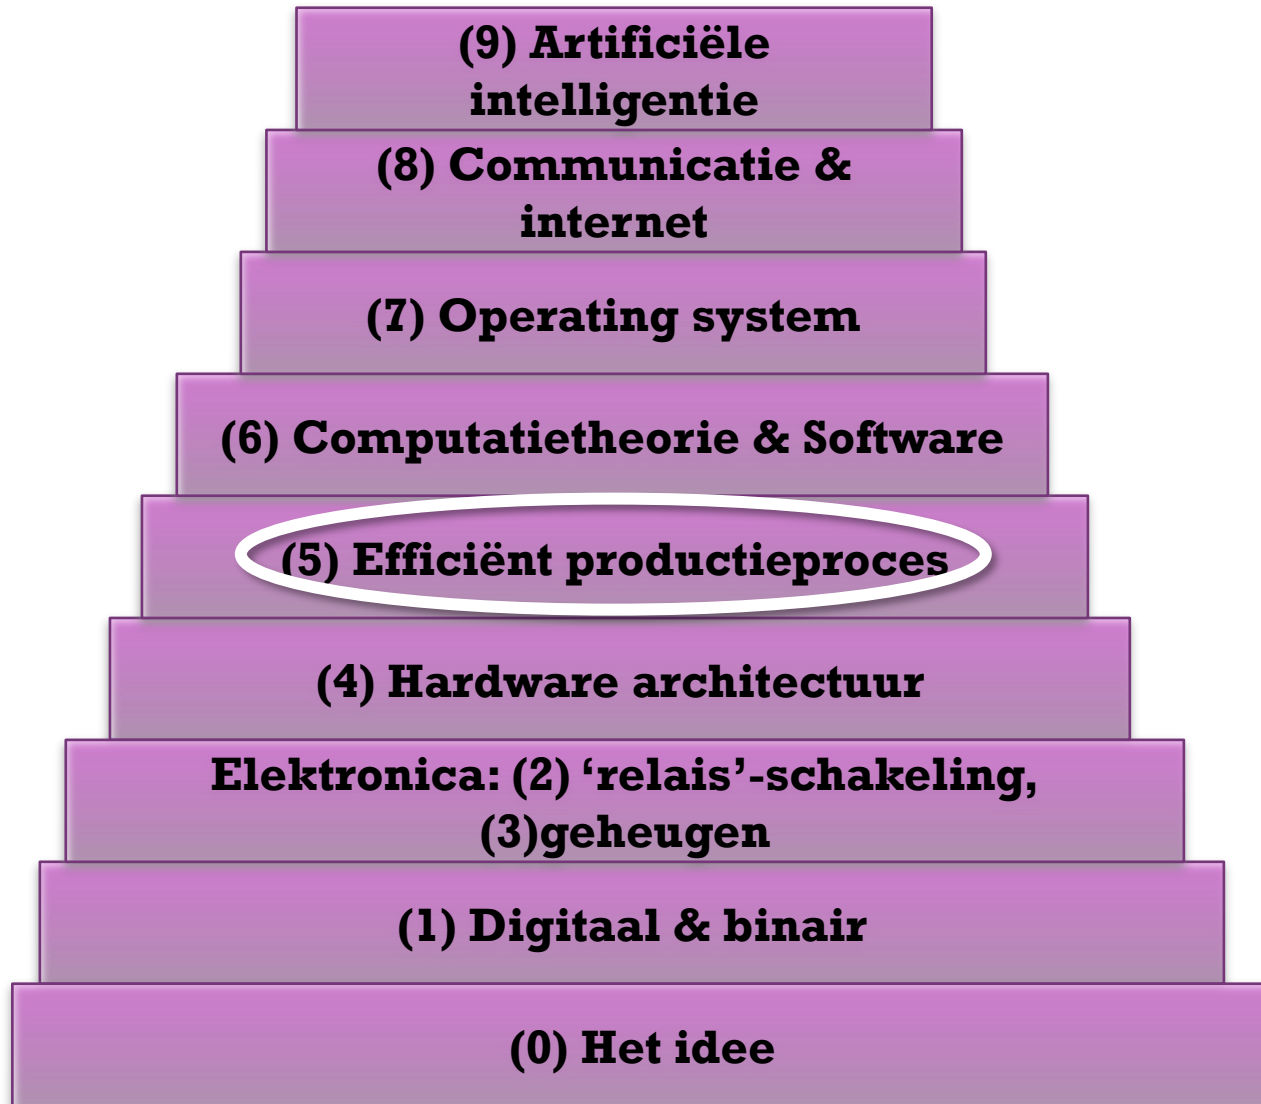 (9) Artificiële
intelligentie
(8) Communicatie &
internet
(7) Operating system
(6) Computatietheorie & Software
(5) Efficiënt productieproces
(4) Hardware architectuur
Elektronica: (2) ‘relais’-schakeling,
(3)geheugen
(1) Digitaal & binair
(0) Het idee